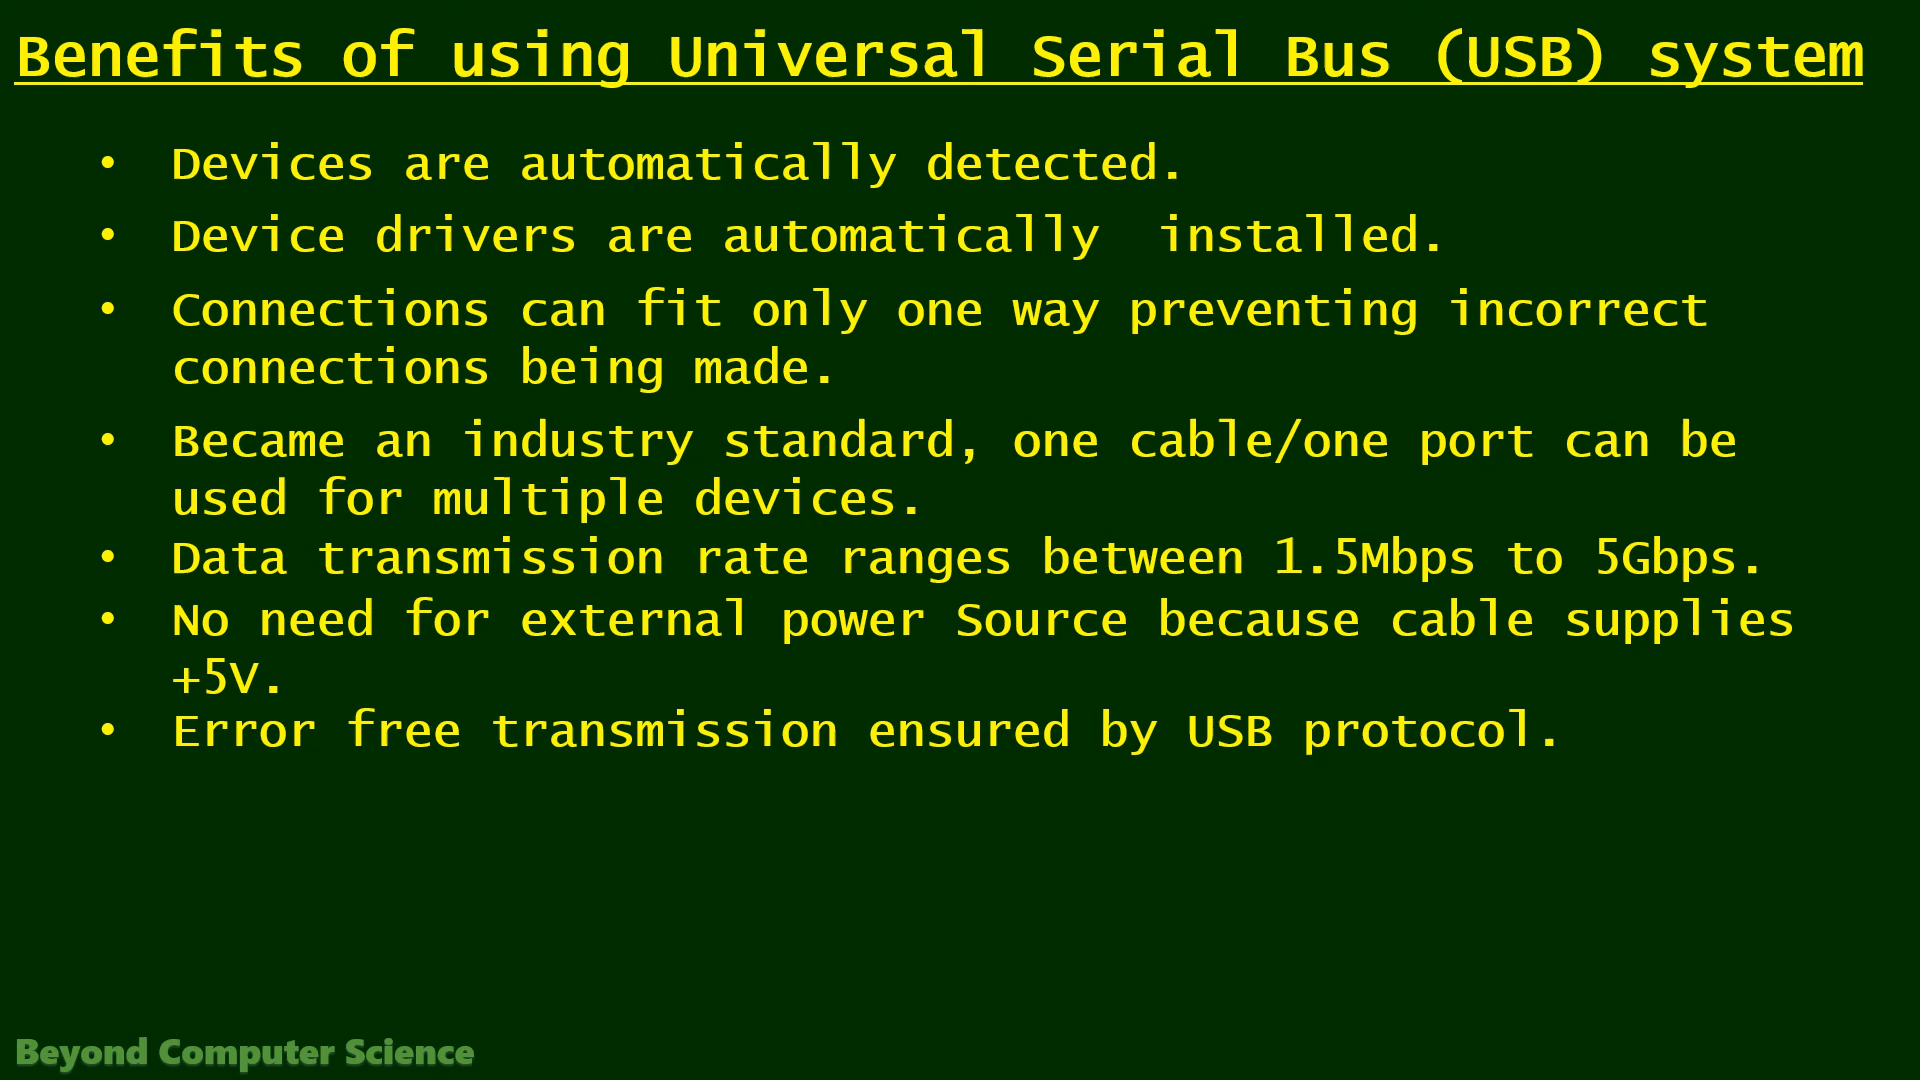 Benefits of using Universal Serial Bus (USB) system
• Devices are automatically detected.
• Device drivers are automatically  installed.
• Connections can fit only one way preventing incorrect
connections being made.
• Became an industry standard, one cable/one port can be
used for multiple devices.
• Data transmission rate ranges between 1.5Mbps to 5Gbps.
• No need for external power Source because cable supplies
+5V.
• Error free transmission ensured by USB protocol.
Beyond Computer Science